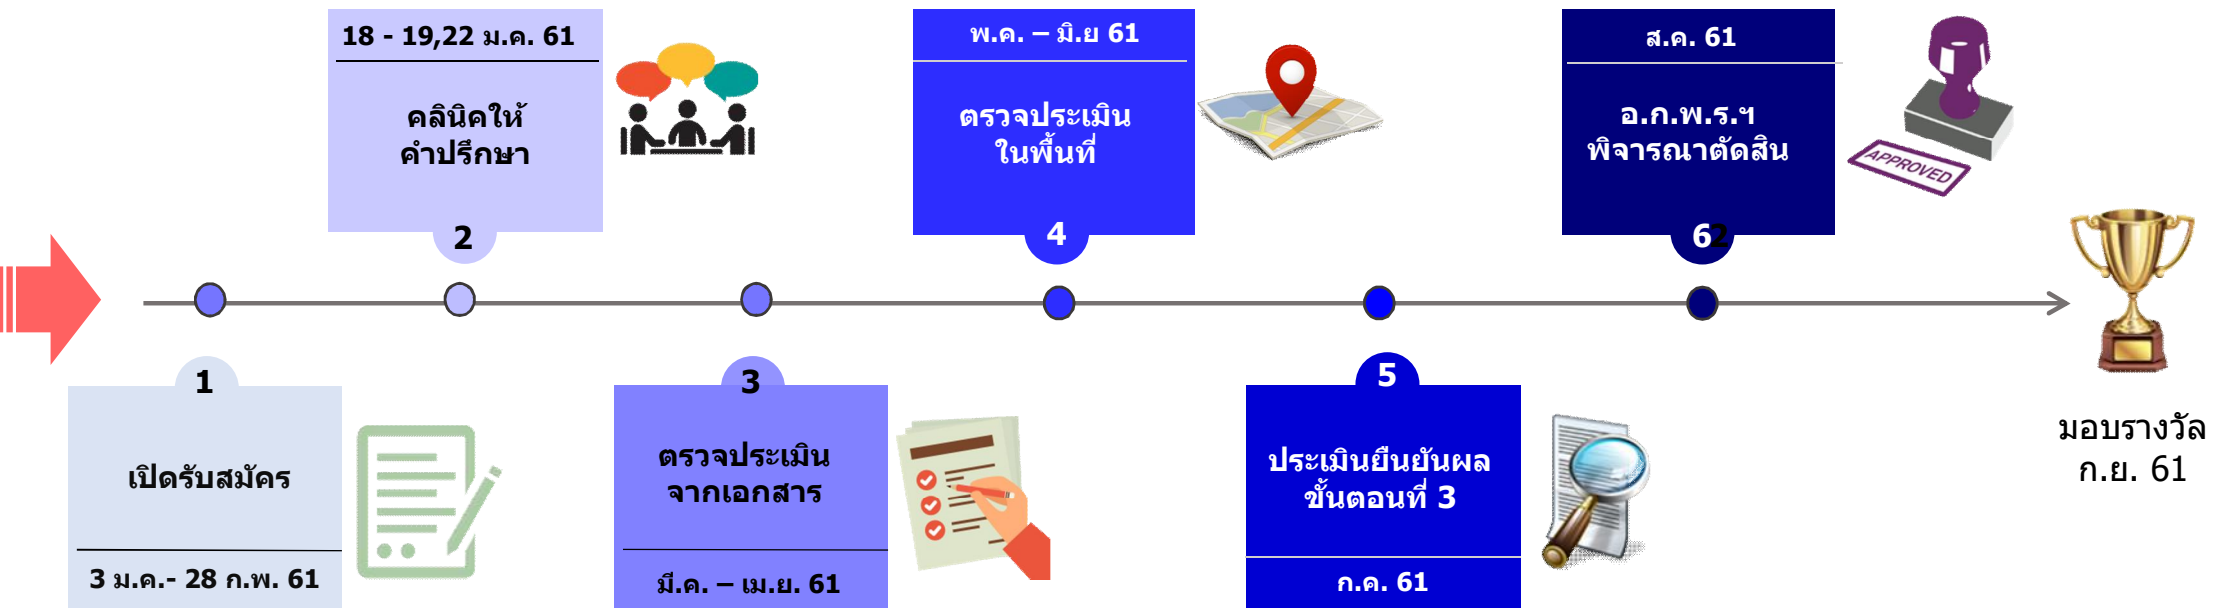 1
เปิดรับสมัคร
3 ม.ค.- 28 ก.พ. 61
18 - 19,22 ม.ค. 61
คลินิคให้
คำปรึกษา
2
3
ตรวจประเมิน
จากเอกสาร
มี.ค. – เม.ย. 61
พ.ค. – มิ.ย 61
ตรวจประเมิน
ในพื้นที่
4
5
ประเมินยืนยันผล
ขั้นตอนที่ 3
ก.ค. 61
ส.ค. 61
อ.ก.พ.ร.ฯ
พิจารณาตัดสิน
62
APPROVED
มอบรางวัล
ก.ย. 61